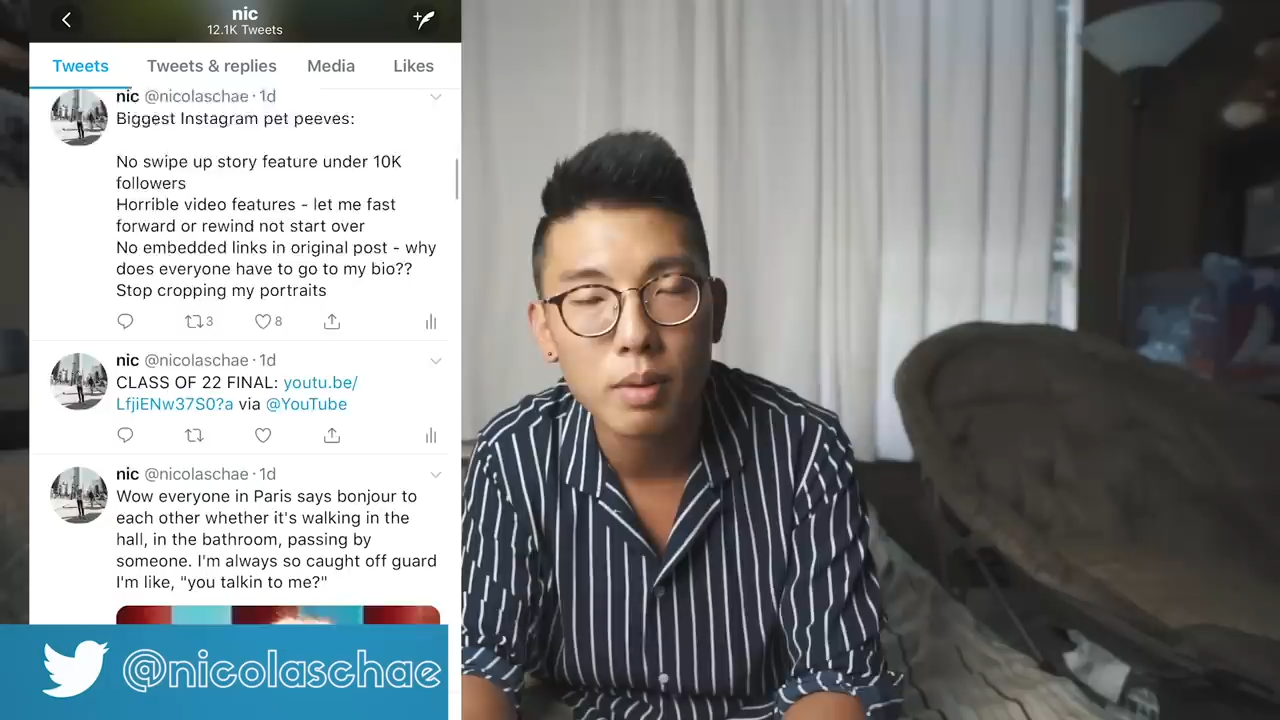 nic
12.1K Tweets
Tweets
Tweets & replies
Media
Likes
nic @nicolaschae · 1d
Biggest Instagram pet peeves:
No swipe up story feature under 10K
followers
Horrible video features - let me fast
forward or rewind not start over
No embedded links in original post - why
does everyone have to go to my bio??
Stop cropping my portraits
3
8
nic @nicolaschae · 1d
CLASS OF 22 FINAL: youtu.be/
LfjiENw37S0?a via @YouTube
nic @nicolaschae · 1d
Wow everyone in Paris says bonjour to
each other whether it's walking in the
hall, in the bathroom, passing by
someone. I'm always so caught off guard
I'm like, "you talkin to me?"
@nicolaschae